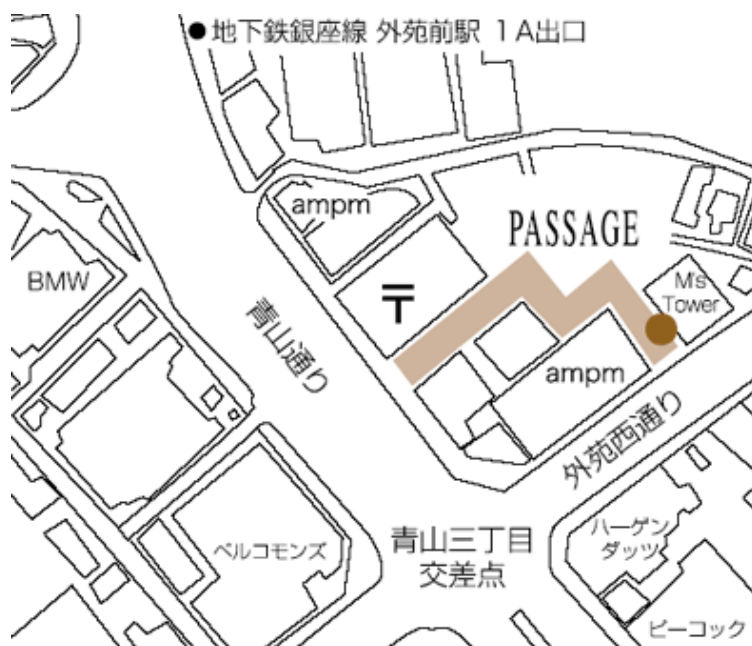 ●地下鉄銀座線 外苑前駅 1A出口
ampm
PASSAGE
BMW
〒
M's
Tower
青山通り
ampm
外苑西通り
ベルコモンズ
青山三丁目
交差点
ハーゲン
ダッツ
ピーコック